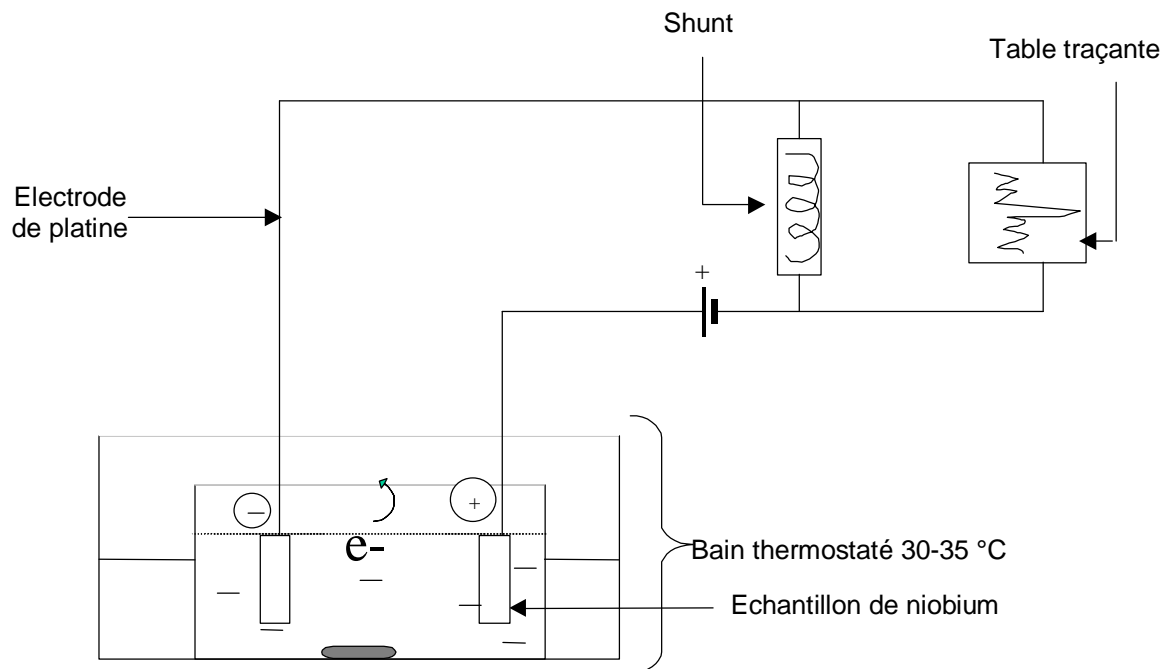 Shunt
Table traçante
Electrode
de platine
+
—
+
e-
Bain thermostaté 30-35 °C
Echantillon de niobium